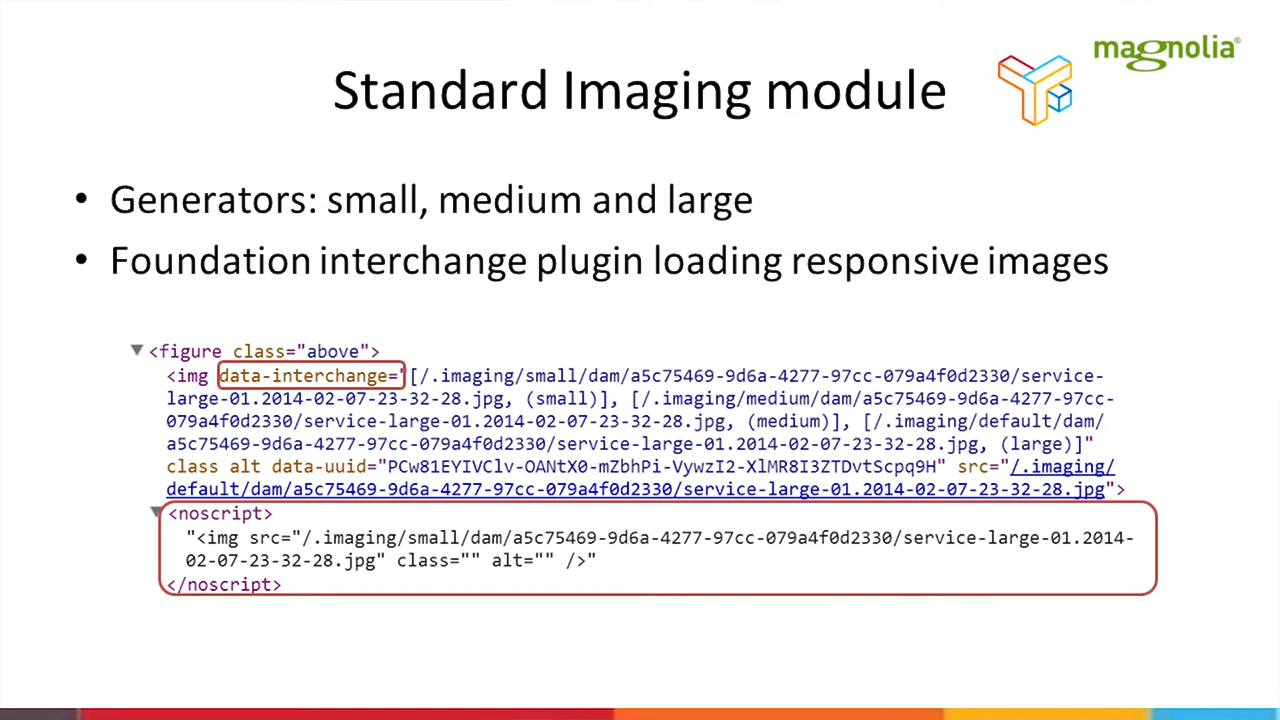 magnolia®
Standard Imaging module
• Generators: small, medium and large
• Foundation interchange plugin loading responsive images
<figure class="above">
<img data-interchange="[/.imaging/small/dam/a5c75469-9d6a-4277-97cc-079a4f0d2330/service-
large-01.2014-02-07-23-32-28.jpg, (small)], [/.imaging/medium/dam/a5c75469-9d6a-4277-97cc-
079a4f0d2330/service-large-01.2014-02-07-23-32-28.jpg, (medium)], [/.imaging/default/dam/
a5c75469-9d6a-4277-97cc-079a4f0d2330/service-large-01.2014-02-07-23-32-28.jpg, (large)]"
class alt data-uuid="PCw81EYIVClv-OANtX0-mZbhPi-VywzI2-XlMR8I3ZTDvtScpq9H" src="/.imaging/
default/dam/a5c75469-9d6a-4277-97cc-079a4f0d2330/service-large-01.2014-02-07-23-32-28.jpg">
<noscript>
"<img src="/.imaging/small/dam/a5c75469-9d6a-4277-97cc-079a4f0d2330/service-large-01.2014-
02-07-23-32-28.jpg" class="" alt="" />"
</noscript>